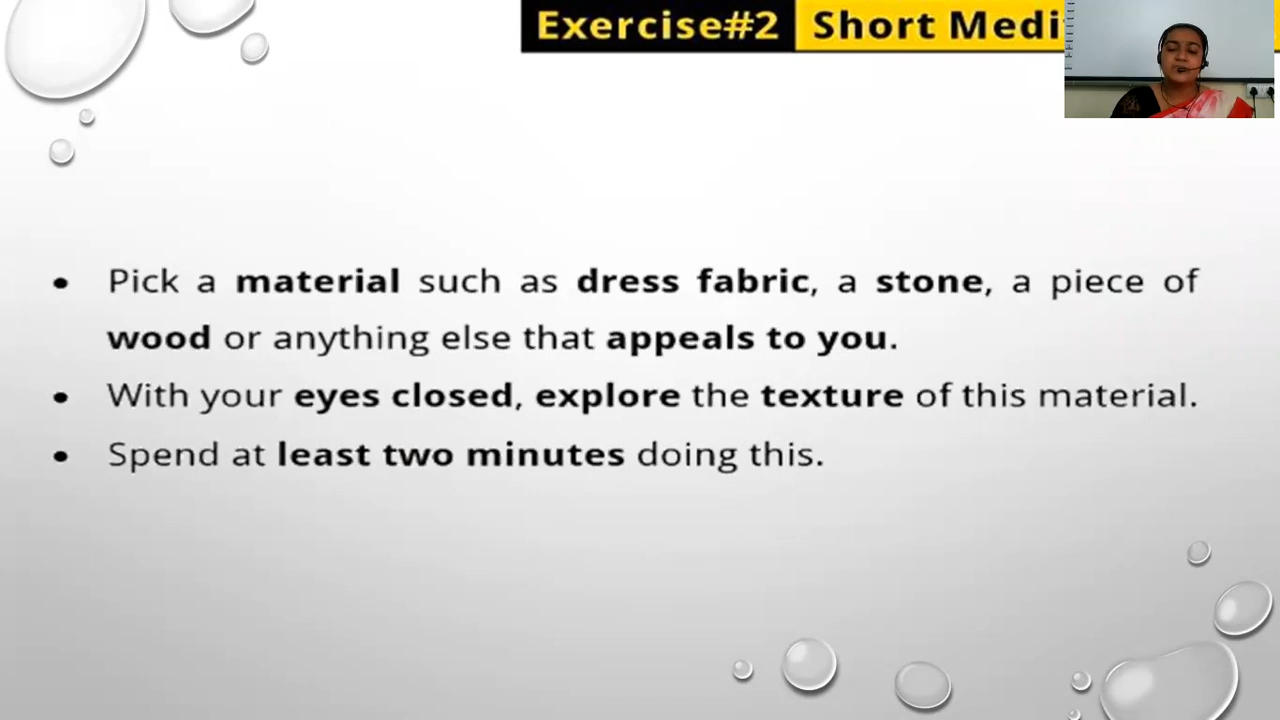 Exercise#2 Short Medi
• Pick a material such as dress fabric, a stone, a piece of
wood or anything else that appeals to you.
• With your eyes closed, explore the texture of this material.
• Spend at least two minutes doing this.